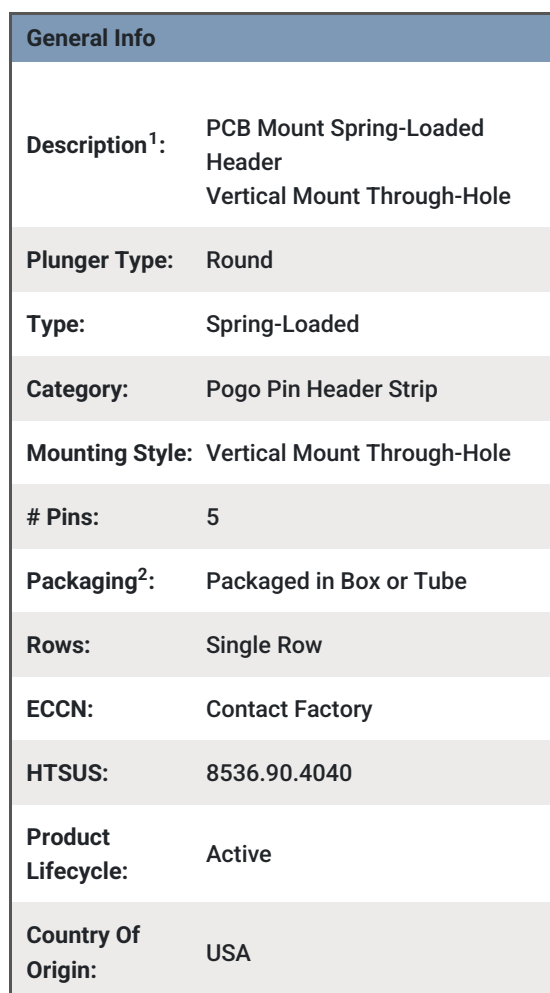 General Info
Description¹:
PCB Mount Spring-Loaded
Header
Vertical Mount Through-Hole
Plunger Type: Round
Type: Spring-Loaded
Category: Pogo Pin Header Strip
Mounting Style: Vertical Mount Through-Hole
# Pins: 5
Packaging²: Packaged in Box or Tube
Rows: Single Row
ECCN: Contact Factory
HTSUS: 8536.90.4040
Product
Lifecycle:
Active
Country Of
Origin:
USA